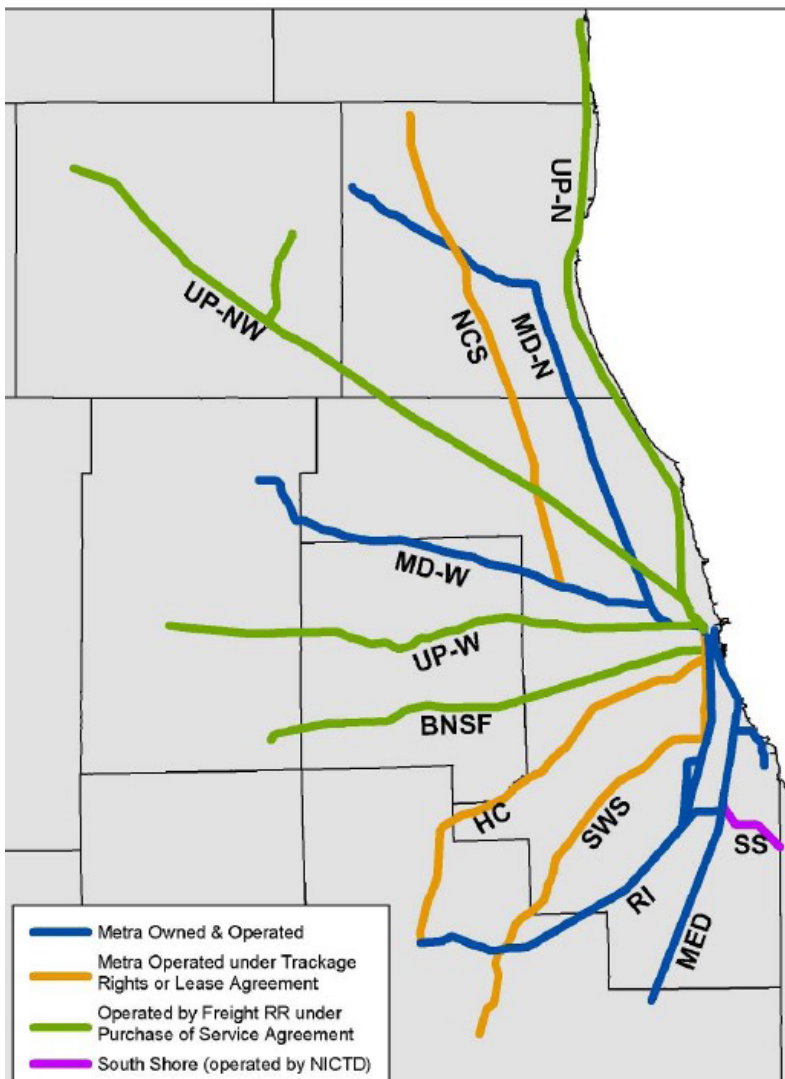 UP-N
UP-NW
NCS
MD-N
MD-W
UP-W
BNSF
HC
SWS
SS
RI
MED
Metra Owned & Operated
Metra Operated under Trackage
Rights or Lease Agreement
Operated by Freight RR under
Purchase of Service Agreement
South Shore (operated by NICTD)